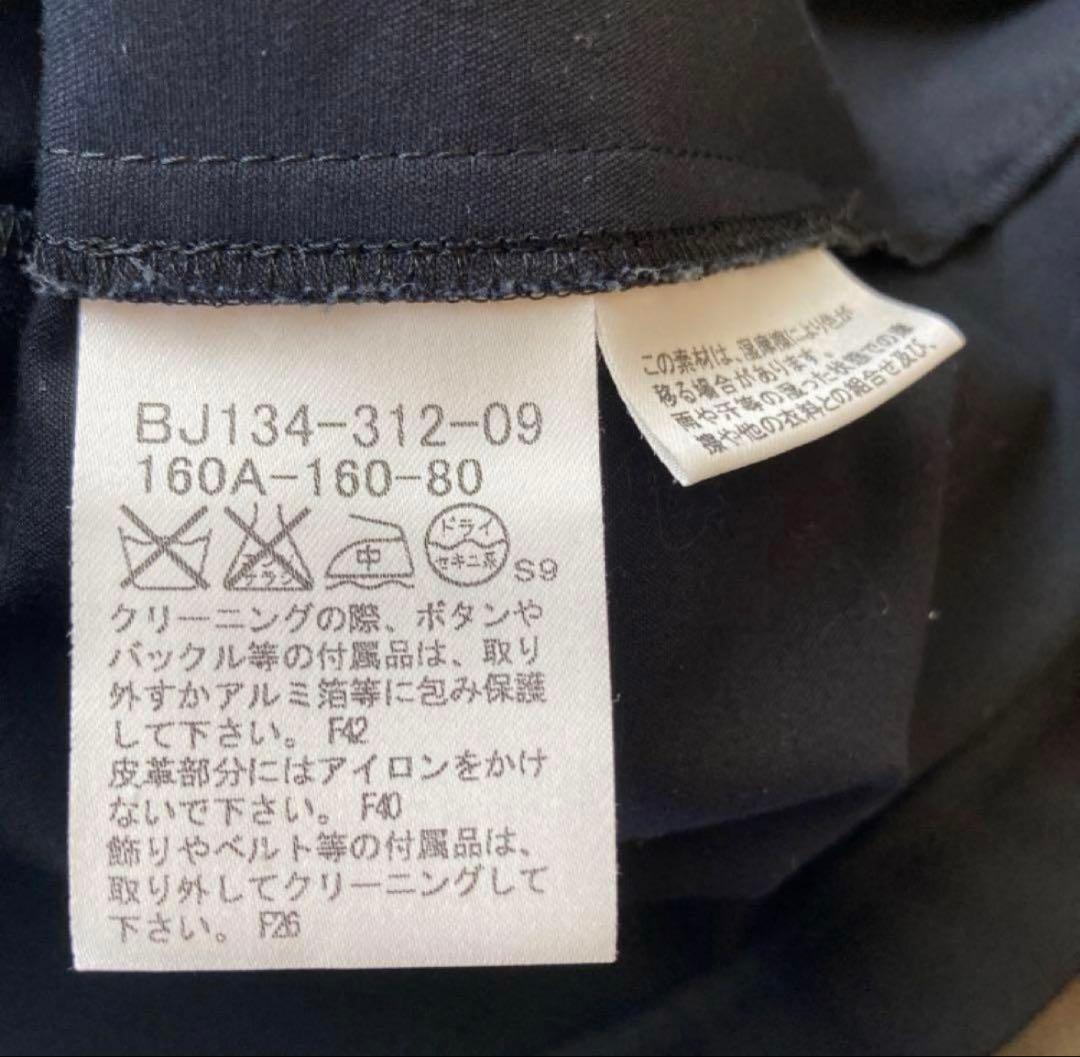 BJ134-312-09
160A-160-80
エンソ
サラシ
中
ドライ
セキユ系
S9
クリーニングの際、ボタンや
バックル等の付属品は、取り
外すかアルミ箔等に包み保護
して下さい。 F42
皮革部分にはアイロンをかけ
ないで下さい。 F40
飾りやベルト等の付属品は、
取り外してクリーニングして
下さい。 F26
この素材は、湿摩擦により色が
移る場合があります。
雨や汗等の湿った状態での摩
擦や他の衣料との組合せ及び、